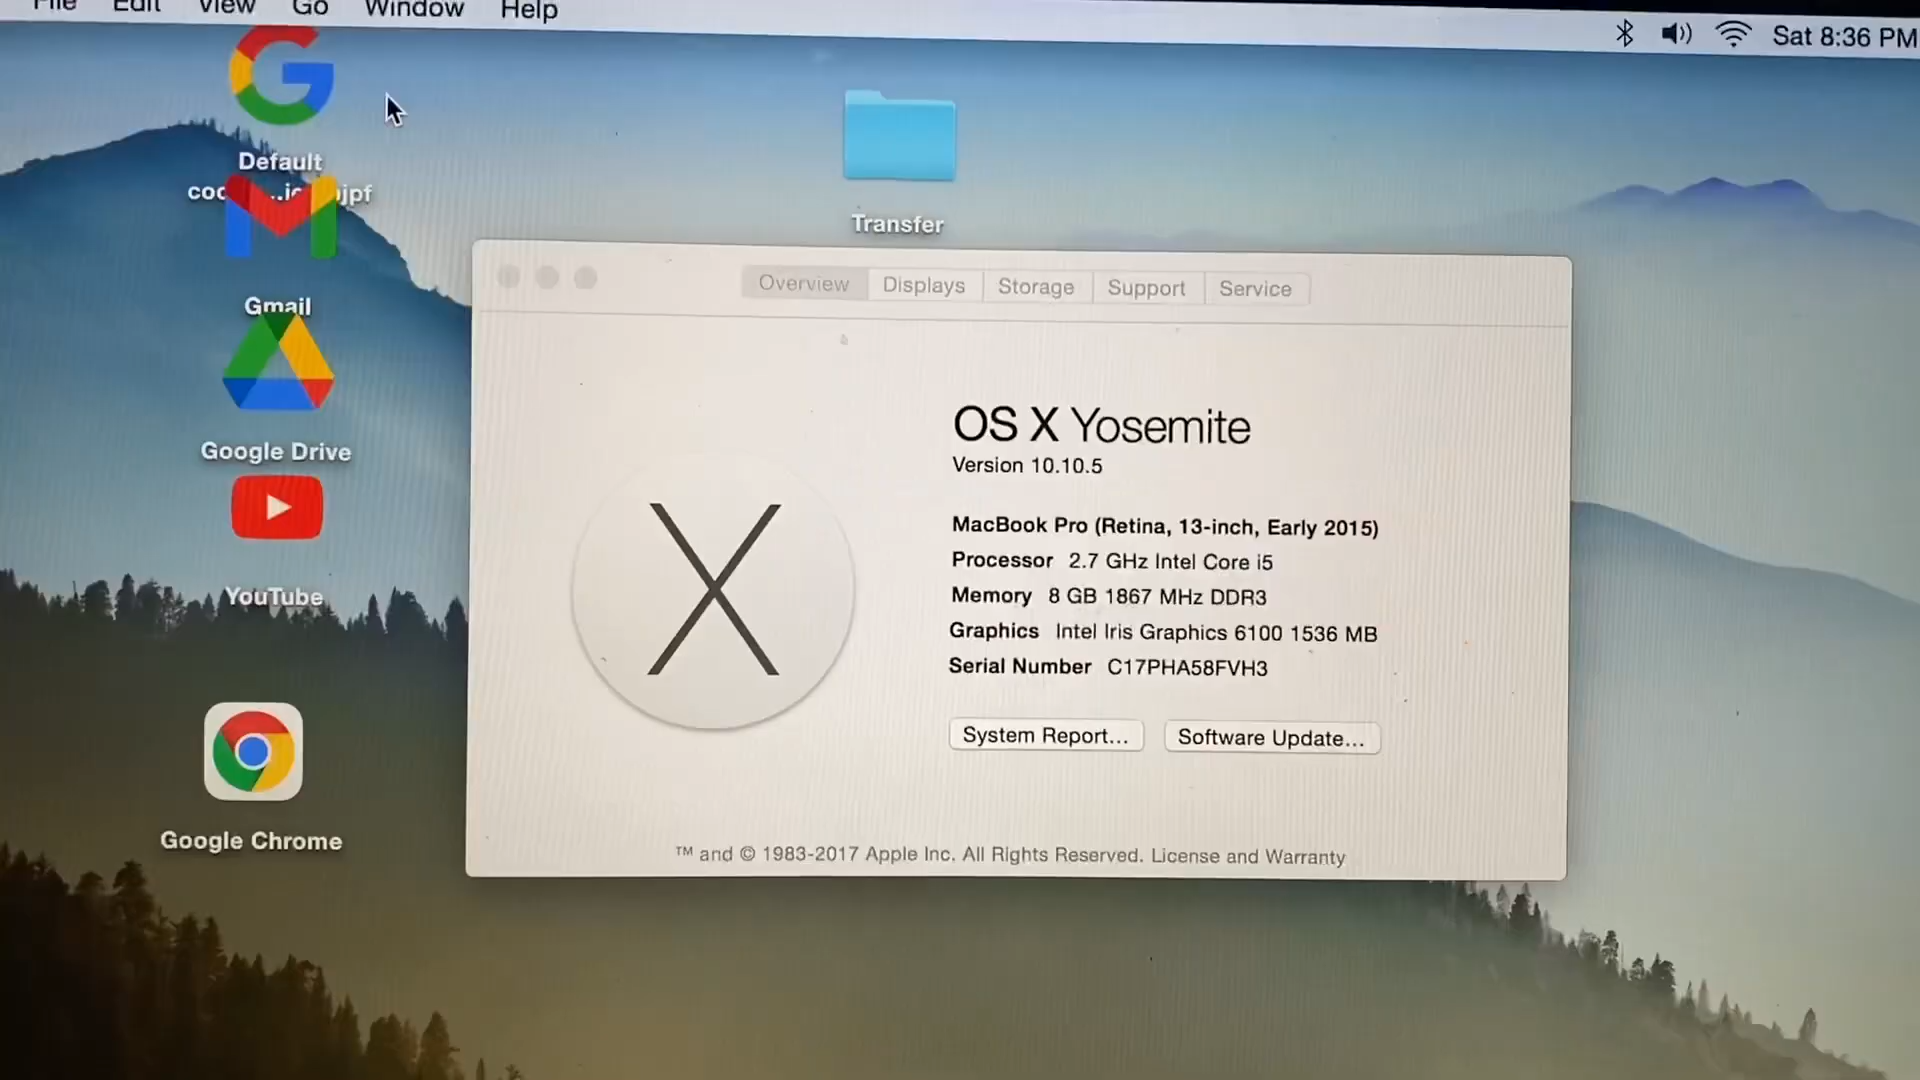 File Edit View Go Window Help
Sat 8:36 PM
Default
Gmail
Google Drive
YouTube
Google Chrome
Transfer
Overview Displays Storage Support Service
OS X Yosemite
Version 10.10.5
MacBook Pro (Retina, 13-inch, Early 2015)
Processor 2.7 GHz Intel Core i5
Memory 8 GB 1867 MHz DDR3
Graphics Intel Iris Graphics 6100 1536 MB
Serial Number C17PHA58FVH3
System Report... Software Update...
™ and © 1983-2017 Apple Inc. All Rights Reserved. License and Warranty